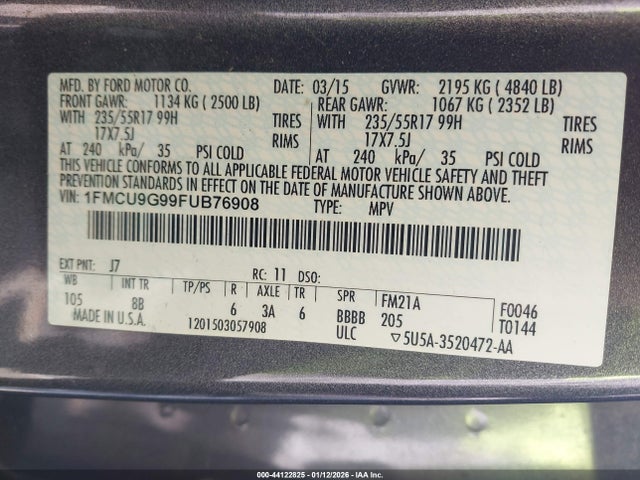 MFD. BY FORD MOTOR CO. DATE: 03/15 GVWR: 2195 KG ( 4840 LB)
FRONT GAWR: 1134 KG ( 2500 LB) REAR GAWR: 1067 KG ( 2352 LB)
WITH 235/55R17 99H TIRES WITH 235/55R17 99H TIRES
17X7.5J RIMS 17X7.5J RIMS
AT 240 kPa/ 35 PSI COLD AT 240 kPa/ 35 PSI COLD
THIS VEHICLE CONFORMS TO ALL APPLICABLE FEDERAL MOTOR VEHICLE SAFETY AND THEFT
PREVENTION STANDARDS IN EFFECT ON THE DATE OF MANUFACTURE SHOWN ABOVE.
VIN: 1FMCU9G99FUB76908 TYPE: MPV
EXT PNT: J7 RC: 11 DSO:
WB INT TR TP/PS R AXLE TR SPR FM21A F0046
105 8B 6 3A 6 BBBB 205 T0144
MADE IN U.S.A. 1201503057908 ULC ▽5U5A-3520472-AA
000-44122825 - 01/12/2026 - IAA Inc.